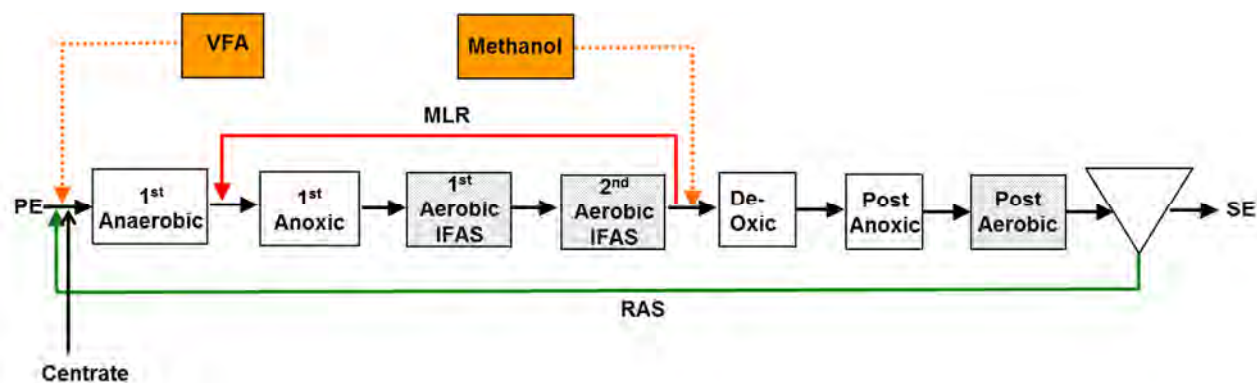 VFA
Methanol
MLR
PE
1st
Anaerobic
1st
Anoxic
1st
Aerobic
IFAS
2nd
Aerobic
IFAS
De-
Oxic
Post
Anoxic
Post
Aerobic
SE
RAS
Centrate